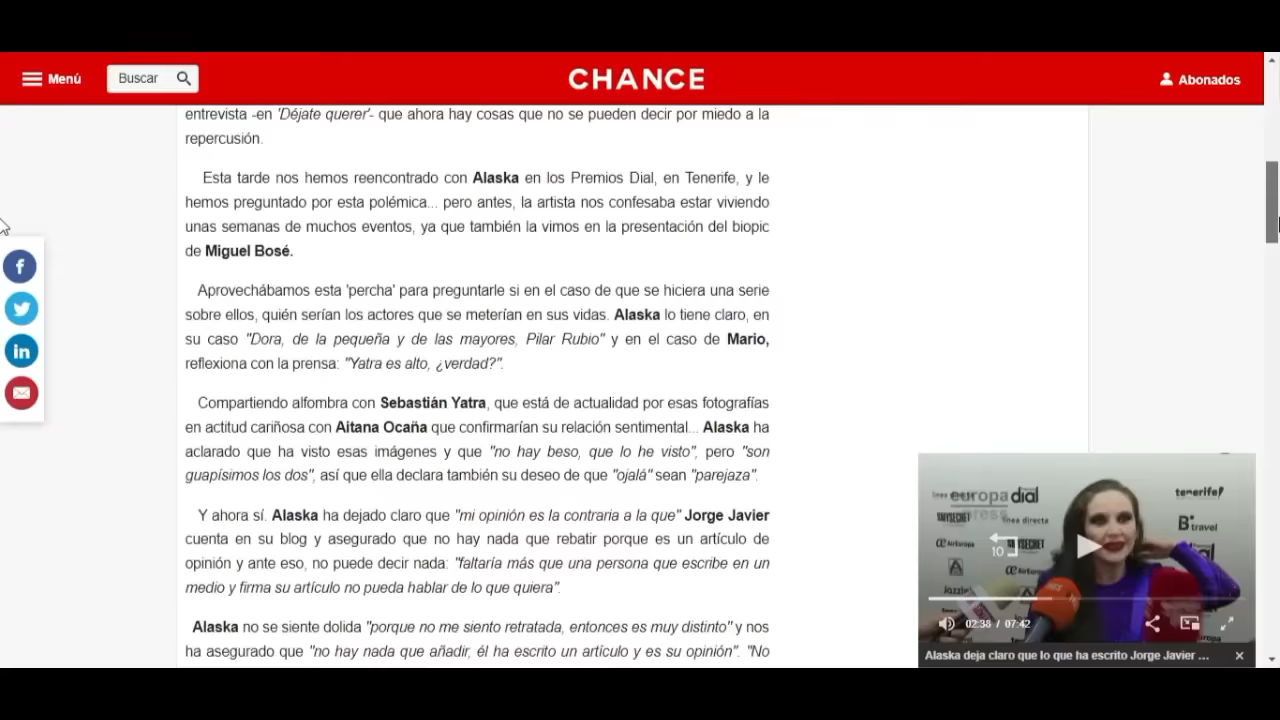 Menú
Buscar
CHANCE
Abonados
entrevista -en 'Déjate querer'- que ahora hay cosas que no se pueden decir por miedo a la
repercusión.
Esta tarde nos hemos reencontrado con Alaska en los Premios Dial, en Tenerife, y le
hemos preguntado por esta polémica... pero antes, la artista nos confesaba estar viviendo
unas semanas de muchos eventos, ya que también la vimos en la presentación del biopic
de Miguel Bosé.
Aprovechábamos esta 'percha' para preguntarle si en el caso de que se hiciera una serie
sobre ellos, quién serían los actores que se meterían en sus vidas. Alaska lo tiene claro, en
su caso "Dora, de la pequeña y de las mayores, Pilar Rubio" y en el caso de Mario,
reflexiona con la prensa: "Yatra es alto, ¿verdad?".
Compartiendo alfombra con Sebastián Yatra, que está de actualidad por esas fotografías
en actitud cariñosa con Aitana Ocaña que confirmarían su relación sentimental... Alaska ha
aclarado que ha visto esas imágenes y que "no hay beso, que lo he visto", pero "son
guapísimos los dos", así que ella declara también su deseo de que "ojalá" sean "parejaza".
Y ahora sí. Alaska ha dejado claro que "mi opinión es la contraria a la que" Jorge Javier
cuenta en su blog y asegurado que no hay nada que rebatir porque es un artículo de
opinión y ante eso, no puede decir nada: "faltaría más que una persona que escribe en un
medio y firma su artículo no pueda hablar de lo que quiera".
Alaska no se siente dolida "porque no me siento retratada, entonces es muy distinto" y nos
ha asegurado que "no hay nada que añadir, él ha escrito un artículo y es su opinión". "No
europa press
dial
tenerife
línea directa
travel
AirEuropa
Jazztel
10
02:38 / 07:42
Alaska deja claro que lo que ha escrito Jorge Javier ...